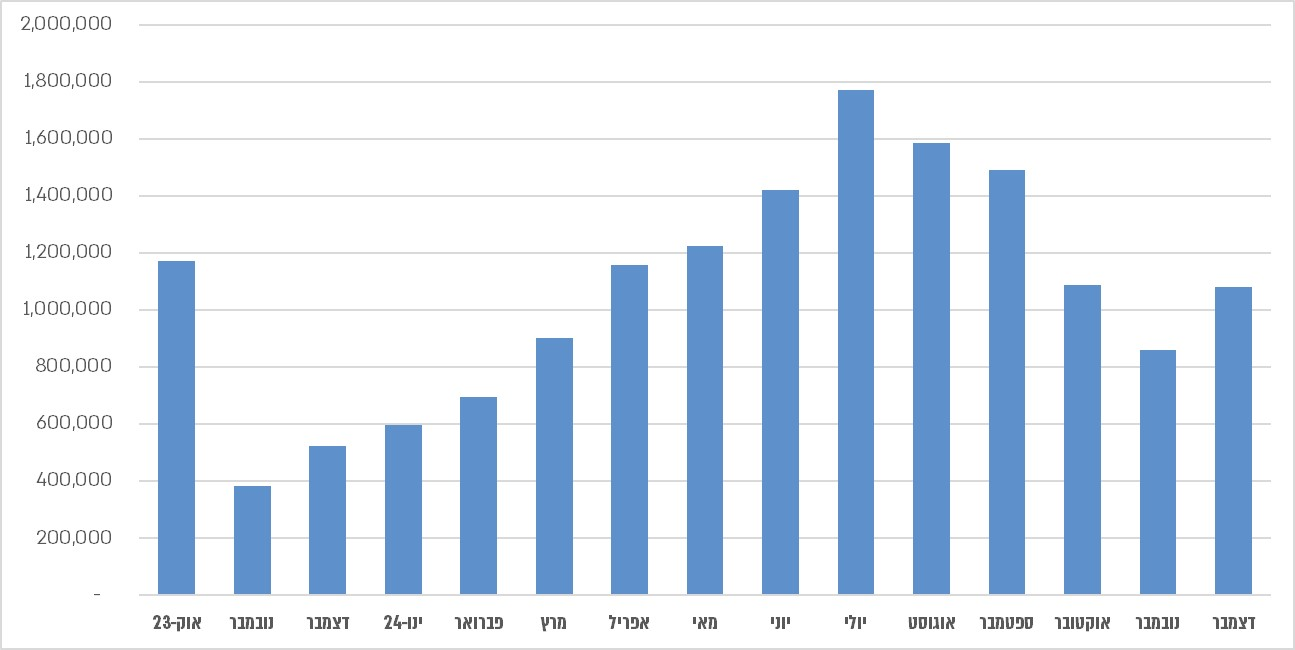 2,000,000
1,800,000
1,600,000
1,400,000
1,200,000
1,000,000
800,000
600,000
400,000
200,000
-
אוק-23
נובמבר
דצמבר
ינו-24
פברואר
מרץ
אפריל
מאי
יוני
יולי
אוגוסט
ספטמבר
אוקטובר
נובמבר
דצמבר